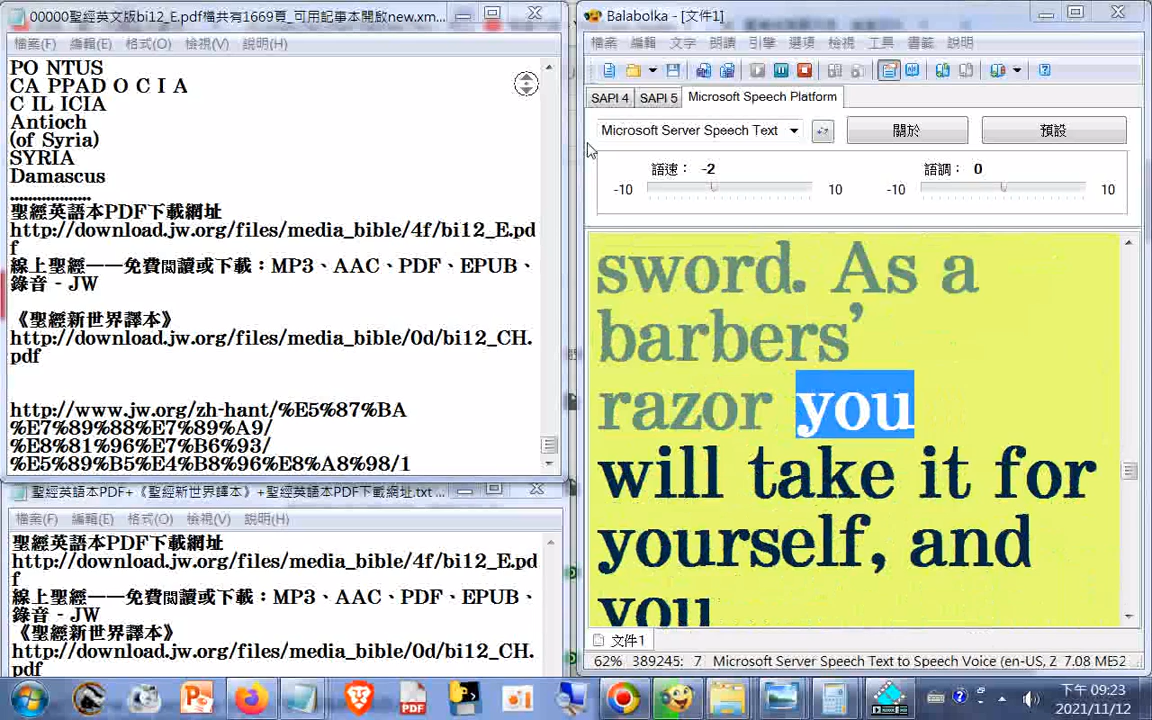 00000聖經英文版bi12_E.pdf檔共有1669頁_可用記事本開啟new.xm...
檔案(F) 編輯(E) 格式(O) 檢視(V) 說明(H)
PO NTUS
CA PPAD O C I A
C IL ICIA
Antioch
(of Syria)
SYRIA
Damascus
..................
聖經英語本PDF下載網址
http://download.jw.org/files/media_bible/4f/bi12_E.pd
f
線上聖經——免費閱讀或下載：MP3、AAC、PDF、EPUB、
錄音 - JW
《聖經新世界譯本》
http://download.jw.org/files/media_bible/0d/bi12_CH.
pdf
http://www.jw.org/zh-hant/%E5%87%BA
%E7%89%88%E7%89%A9/
%E8%81%96%E7%B6%93/
%E5%89%B5%E4%B8%96%E8%A8%98/1
聖經英語本PDF+《聖經新世界譯本》+聖經英語本PDF下載網址.txt ...
檔案(F) 編輯(E) 格式(O) 檢視(V) 說明(H)
聖經英語本PDF下載網址
http://download.jw.org/files/media_bible/4f/bi12_E.pd
f
線上聖經——免費閱讀或下載：MP3、AAC、PDF、EPUB、
錄音 - JW
《聖經新世界譯本》
http://download.jw.org/files/media_bible/0d/bi12_CH.
pdf
Balabolka - [文件1]
檔案 編輯 文字 朗讀 引擎 選項 檢視 工具 書籤 說明
SAPI 4 SAPI 5 Microsoft Speech Platform
Microsoft Server Speech Text 關於 預設
語速： -2 語調： 0
-10 10 -10 10
sword. As a
barbers’
razor you
will take it for
yourself, and
you
文件1
62% 389245: 7 Microsoft Server Speech Text to Speech Voice (en-US, Z 7.08 ME52
下午 09:23
2021/11/12